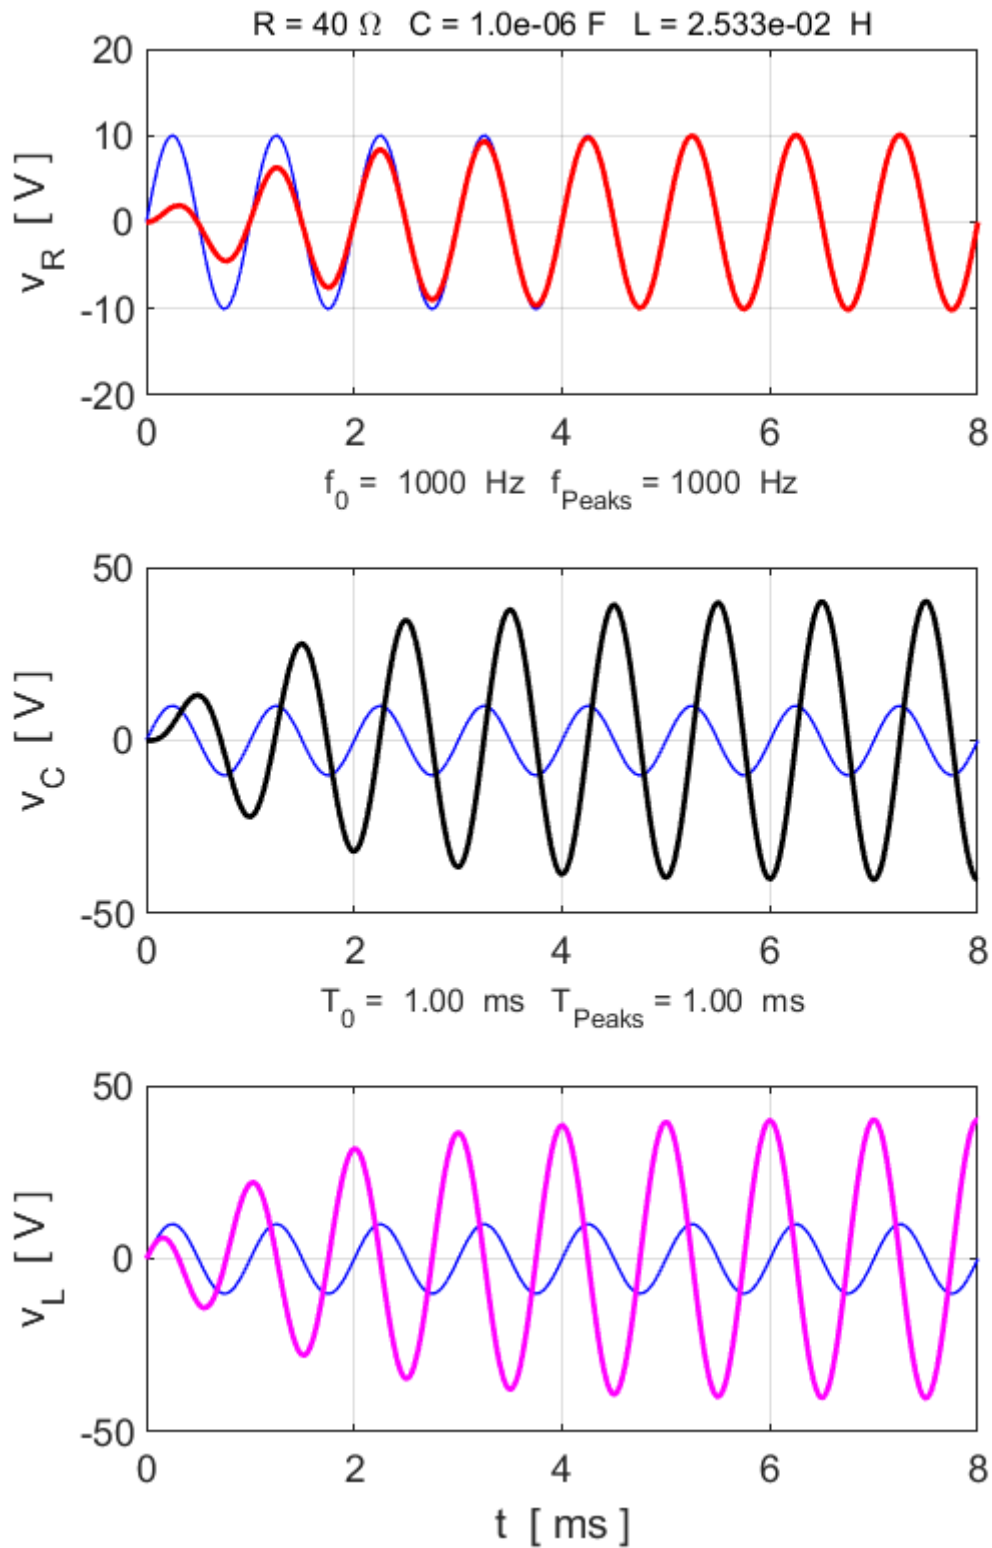 R = 40 Ω   C = 1.0e-06 F   L = 2.533e-02  H
20
10
0
-10
-20
v_R  [ V ]
0 2 4 6 8
f_0 =  1000  Hz   f_Peaks = 1000  Hz
50
0
-50
v_C  [ V ]
0 2 4 6 8
T_0 =  1.00  ms   T_Peaks = 1.00  ms
50
0
-50
v_L  [ V ]
0 2 4 6 8
t  [ ms ]